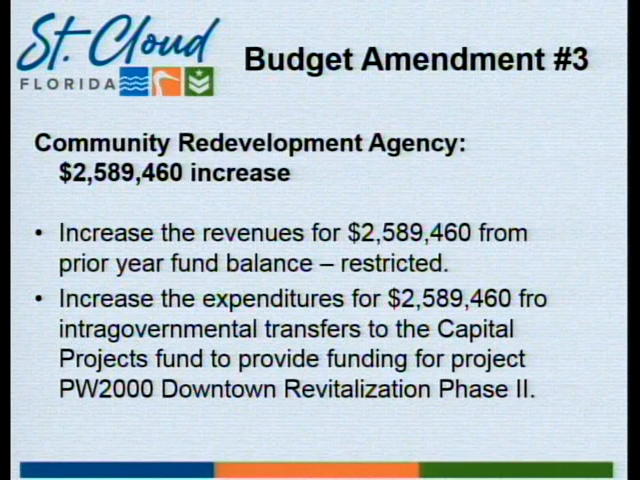 St. Cloud
FLORIDA
Budget Amendment #3
Community Redevelopment Agency:
$2,589,460 increase
• Increase the revenues for $2,589,460 from
prior year fund balance – restricted.
• Increase the expenditures for $2,589,460 fro
intragovernmental transfers to the Capital
Projects fund to provide funding for project
PW2000 Downtown Revitalization Phase II.